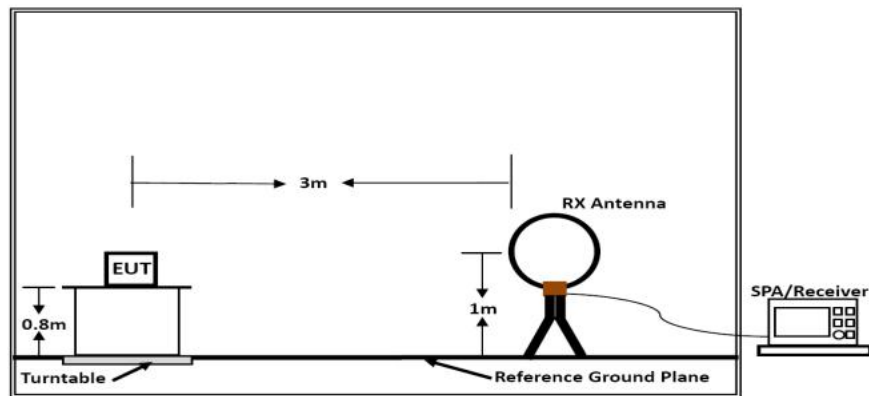 3m
RX Antenna
EUT
SPA/Receiver
0.8m
1m
Turntable
Reference Ground Plane